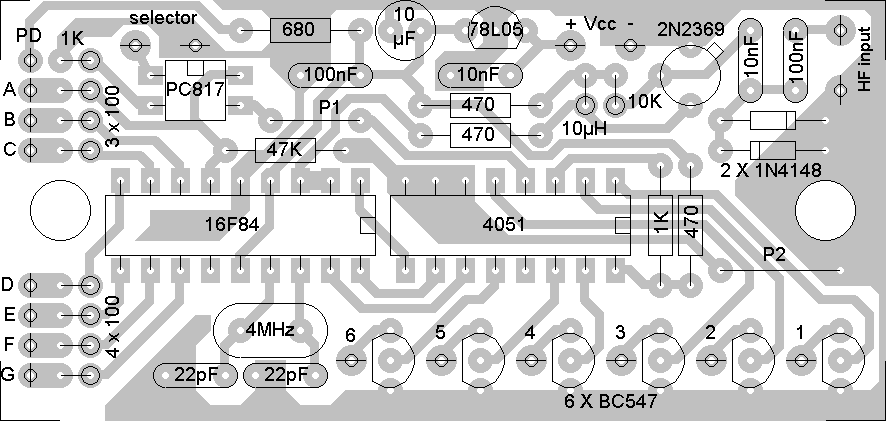 selector
680
10 µF
78L05
+ Vcc -
2N2369
PD
1K
100nF
10nF
10nF
100nF
HF input
A
PC817
B
3 x 100
P1
470
10K
C
470
10µH
47K
2 X 1N4148
16F84
4051
1K
470
P2
D
E
4 x 100
F
4MHz
6
5
4
3
2
1
G
22pF
22pF
6 X BC547